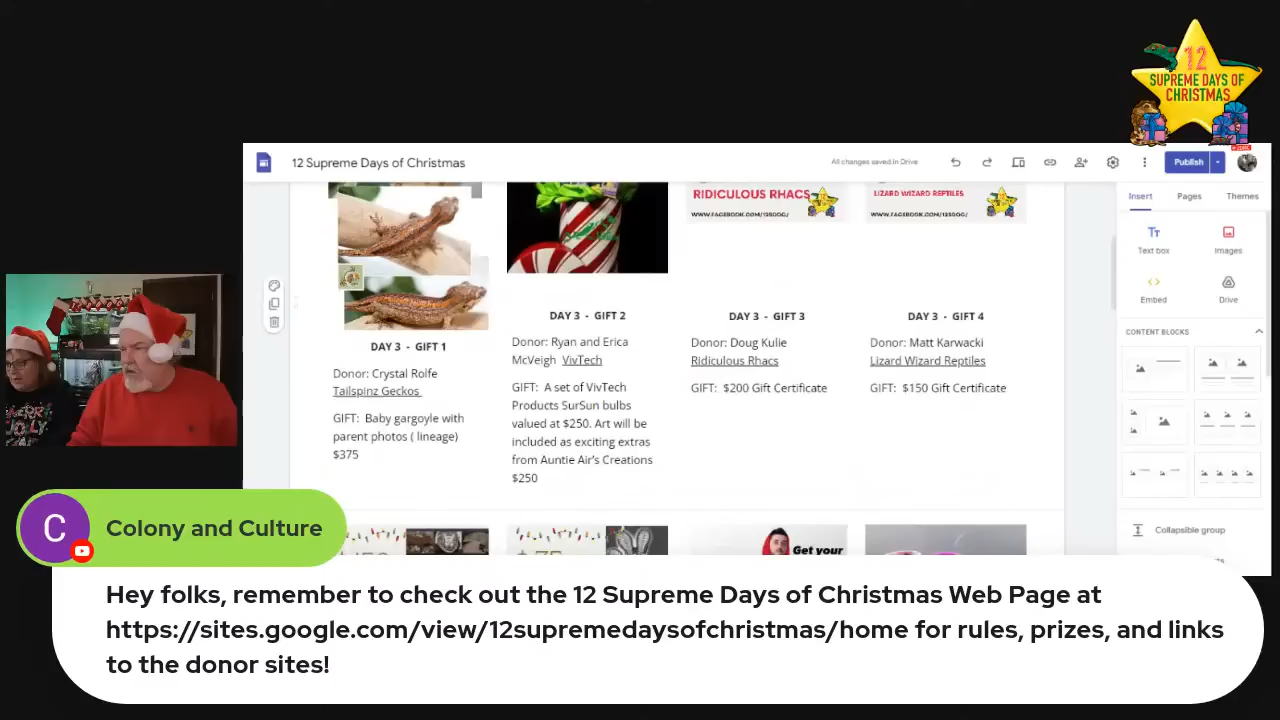 12
SUPREME DAYS OF
CHRISTMAS
12 Supreme Days of Christmas
All changes saved in Drive
Publish
RIDICULOUS RHACS
WWW.FACEBOOK.COM/12SDOG/
LIZARD WIZARD REPTILES
WWW.FACEBOOK.COM/12SDOG/
Insert
Pages
Themes
Text box
Images
Embed
Drive
CONTENT BLOCKS
Collapsible group
DAY 3 - GIFT 1
Donor: Crystal Rolfe
Tailspinz Geckos
GIFT: Baby gargoyle with
parent photos ( lineage)
$375
DAY 3 - GIFT 2
Donor: Ryan and Erica
McVeigh VivTech
GIFT: A set of VivTech
Products SurSun bulbs
valued at $250. Art will be
included as exciting extras
from Auntie Air's Creations
$250
DAY 3 - GIFT 3
Donor: Doug Kulie
Ridiculous Rhacs
GIFT: $200 Gift Certificate
DAY 3 - GIFT 4
Donor: Matt Karwacki
Lizard Wizard Reptiles
GIFT: $150 Gift Certificate
Get your
C
Colony and Culture
Hey folks, remember to check out the 12 Supreme Days of Christmas Web Page at
https://sites.google.com/view/12supremedaysofchristmas/home for rules, prizes, and links
to the donor sites!